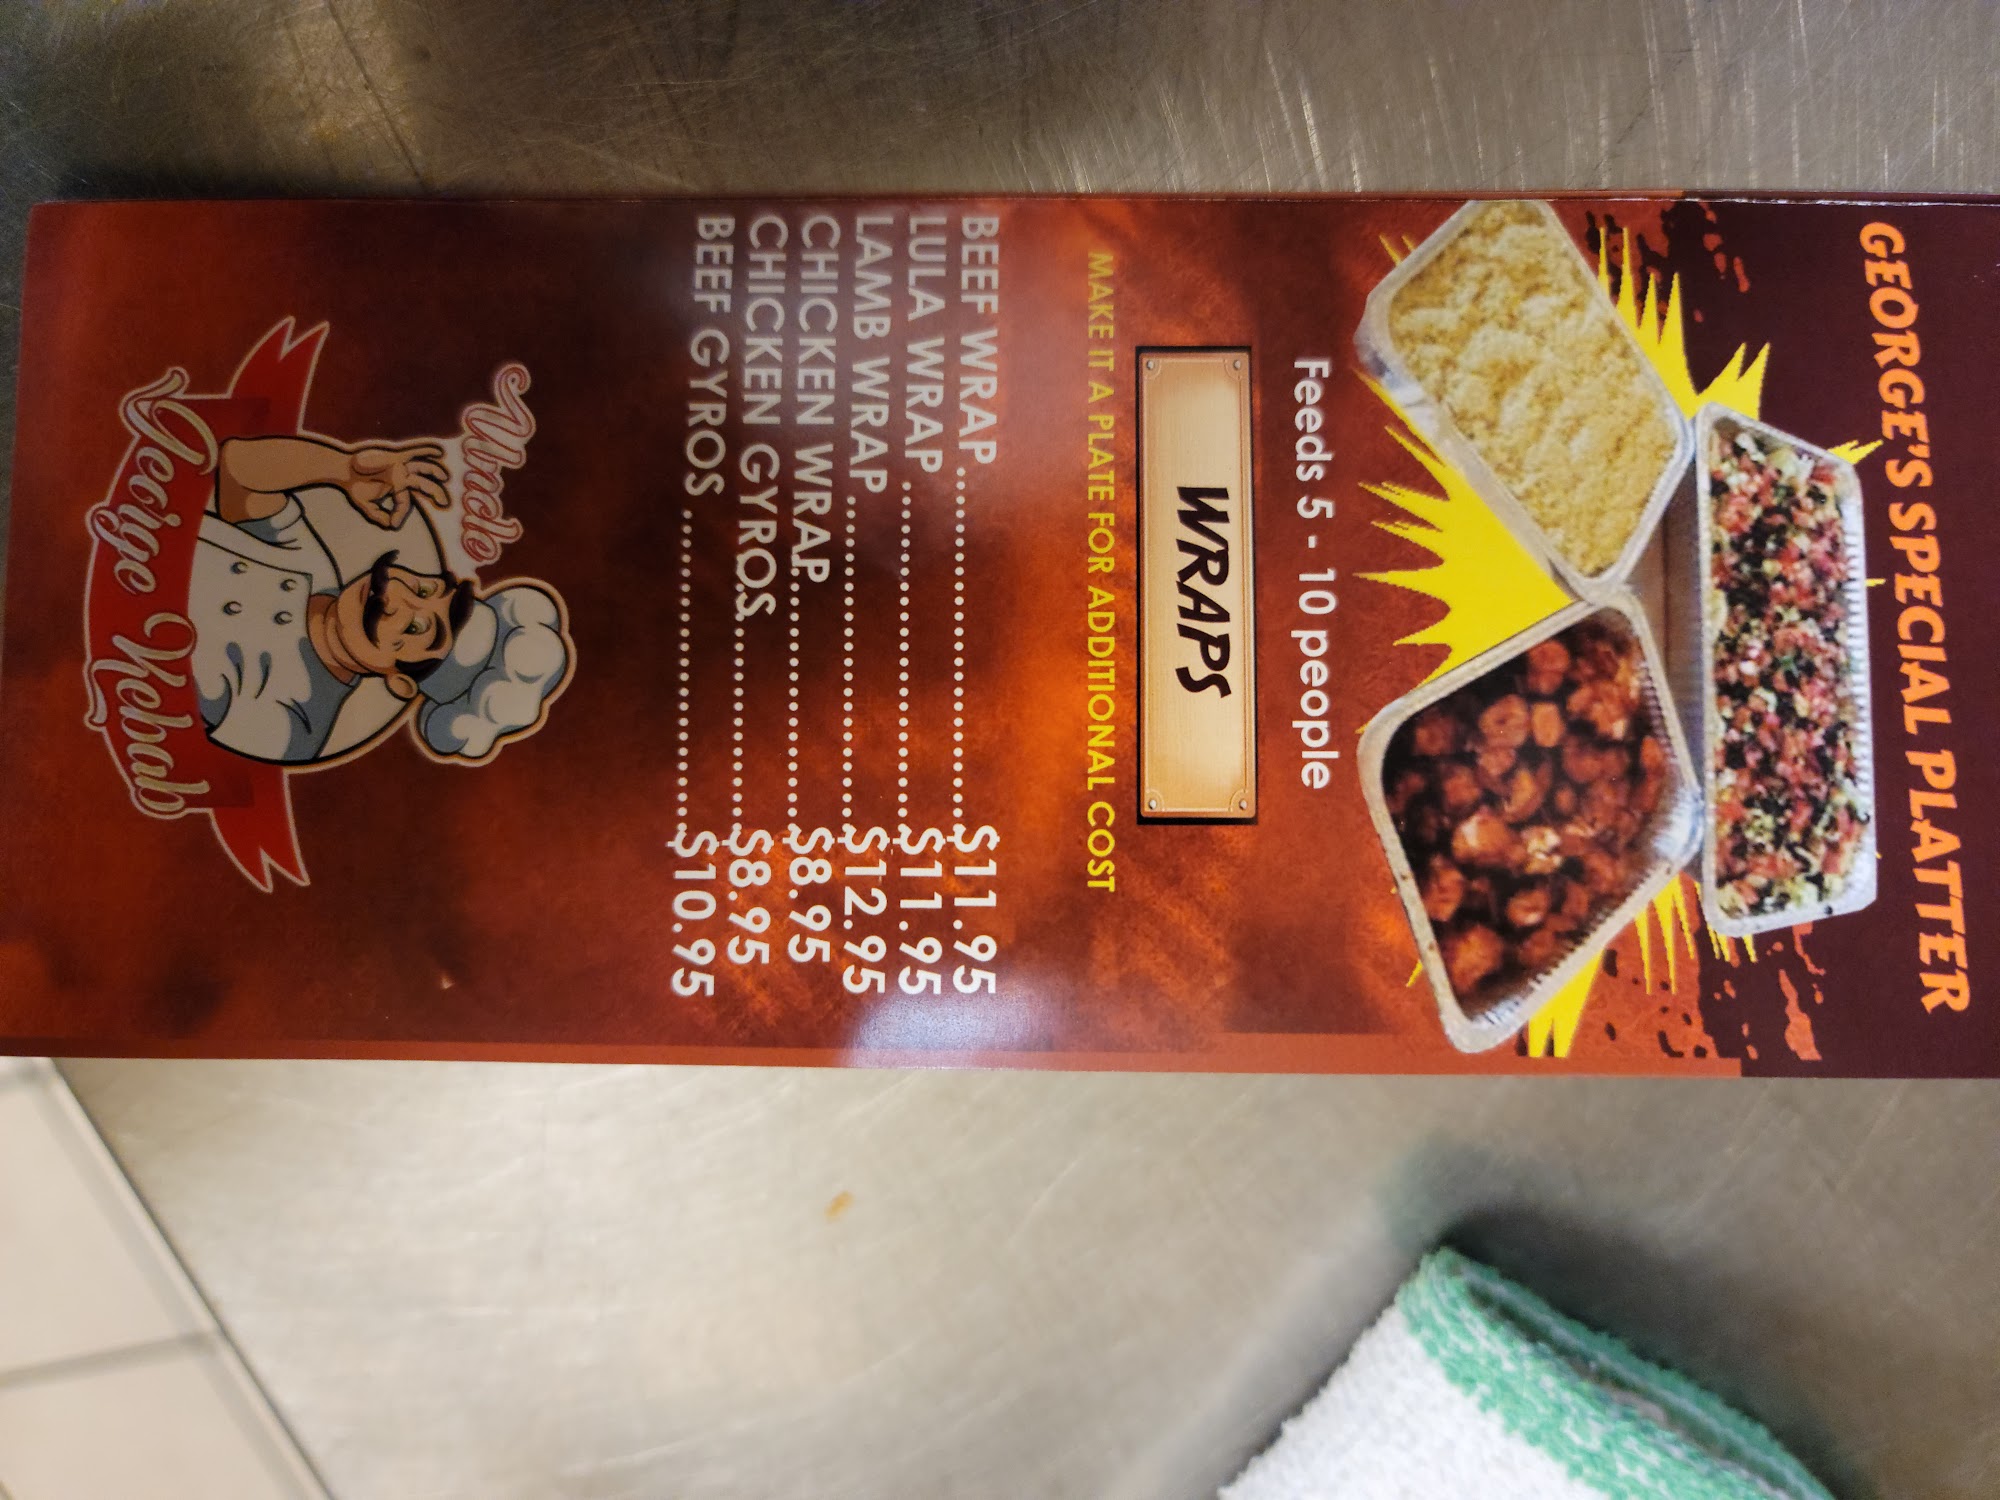 GEORGE'S SPECIAL PLATTER
Feeds 5 - 10 people
WRAPS
MAKE IT A PLATE FOR ADDITIONAL COST
BEEF WRAP.....................$11.95
LULA WRAP.....................$11.95
LAMB WRAP....................$12.95
CHICKEN WRAP..............$8.95
CHICKEN GYROS............$8.95
BEEF GYROS...................$10.95
Uncle
George Kebab